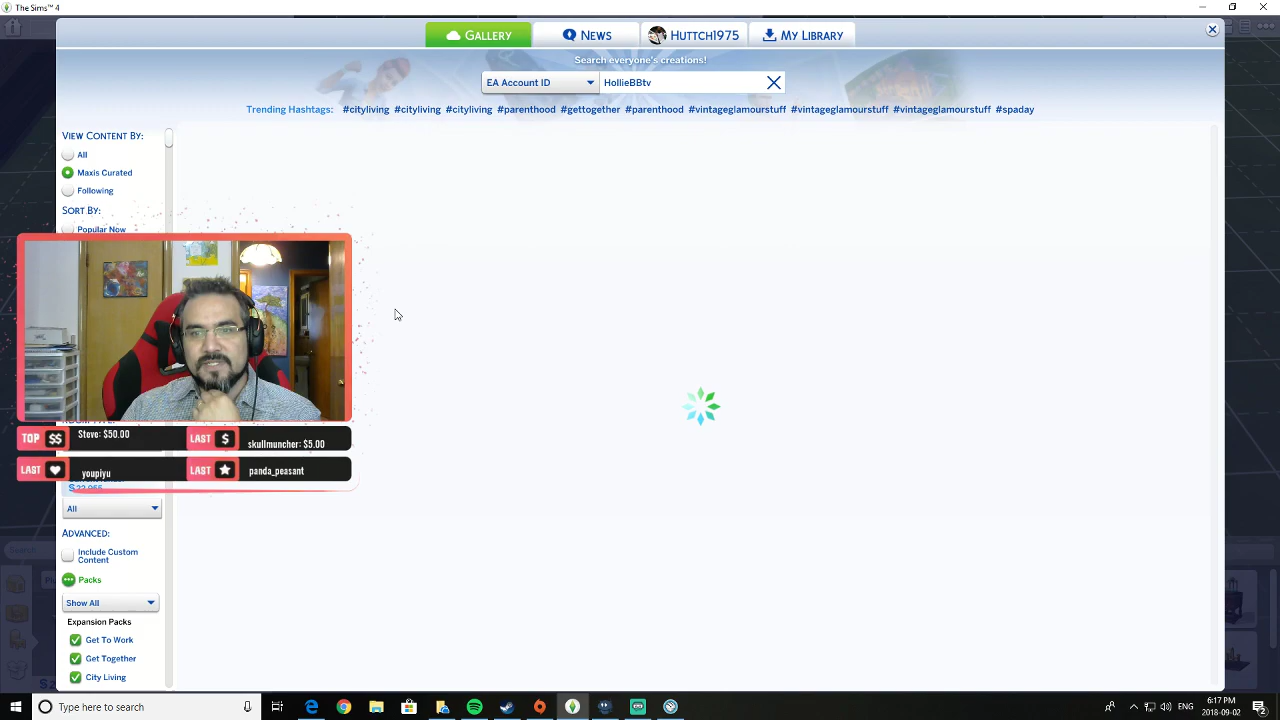 The Sims™ 4
Gallery
News
Huttch1975
My Library
Search everyone's creations!
EA Account ID
HollieBBtv
Trending Hashtags: #cityliving #cityliving #cityliving #parenthood #gettogether #parenthood #vintageglamourstuff #vintageglamourstuff #vintageglamourstuff #spaday
View Content By:
All
Maxis Curated
Following
Sort By:
Popular Now
TOP $$ Steve: $50.00 LAST $ skullmuncher: $5.00
LAST youpiyu LAST panda_peasant
All
Advanced:
Include Custom
Content
Packs
Show All
Expansion Packs
Get To Work
Get Together
City Living
Search
Type here to search
6:17 PM
2018-09-02
2